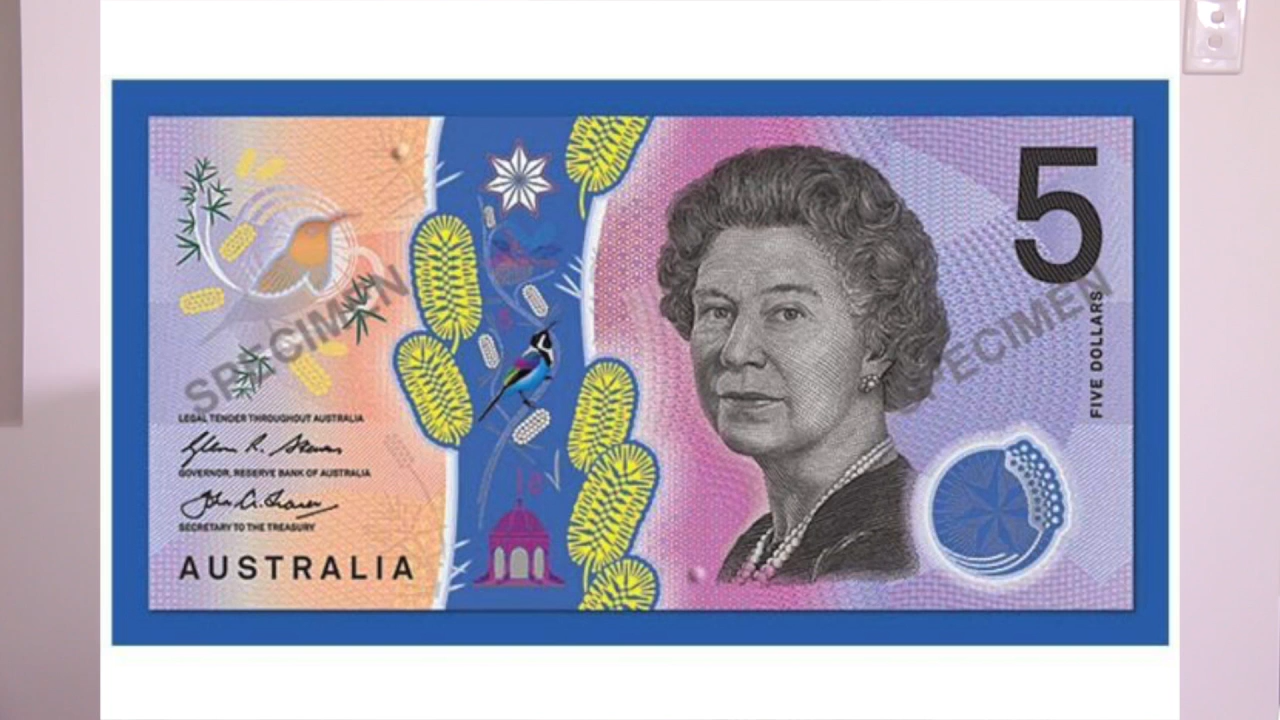 SPECIMEN
LEGAL TENDER THROUGHOUT AUSTRALIA
GOVERNOR, RESERVE BANK OF AUSTRALIA
SECRETARY TO THE TREASURY
AUSTRALIA
5
FIVE DOLLARS
SPECIMEN